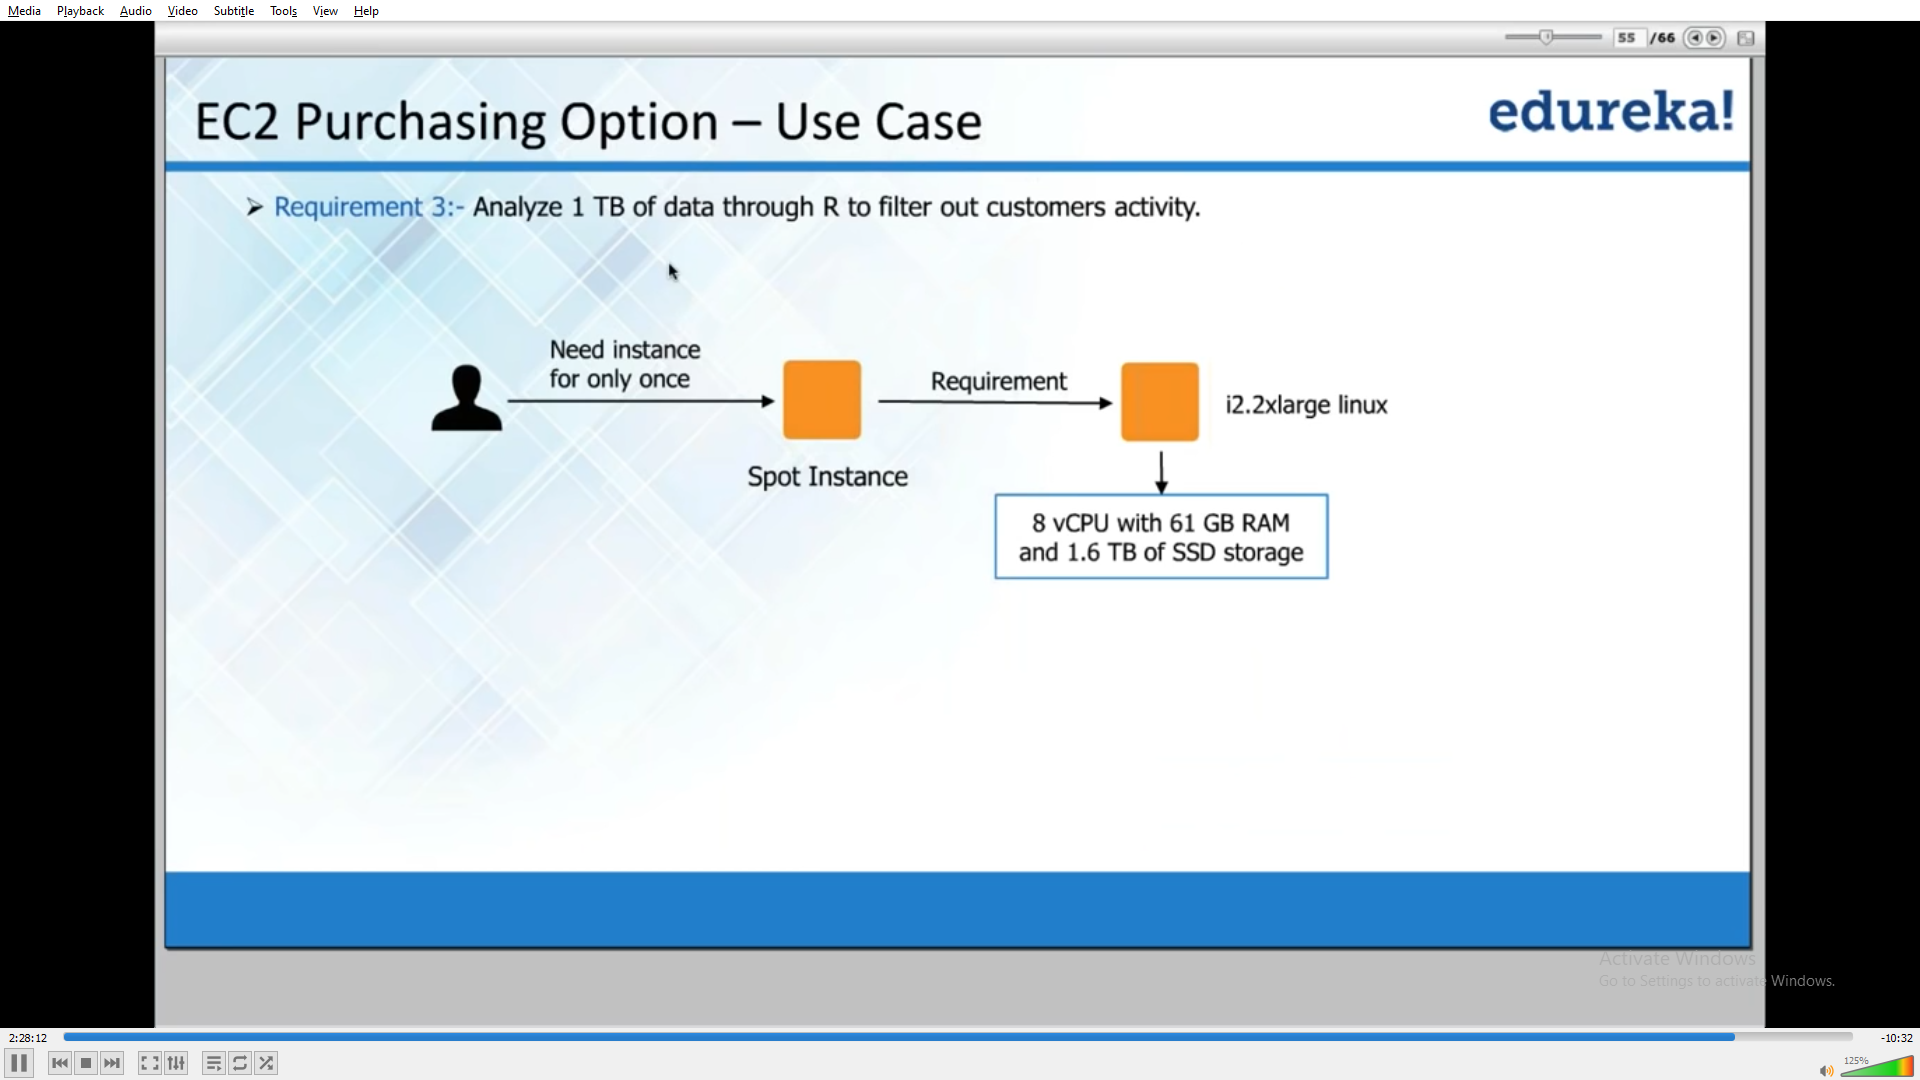 Media Playback Audio Video Subtitle Tools View Help
55 /66
EC2 Purchasing Option – Use Case
edureka!
➢ Requirement 3:- Analyze 1 TB of data through R to filter out customers activity.
Need instance
for only once
Requirement
i2.2xlarge linux
Spot Instance
8 vCPU with 61 GB RAM
and 1.6 TB of SSD storage
Activate Windows
Go to Settings to activate Windows.
2:28:12
-10:32
125%